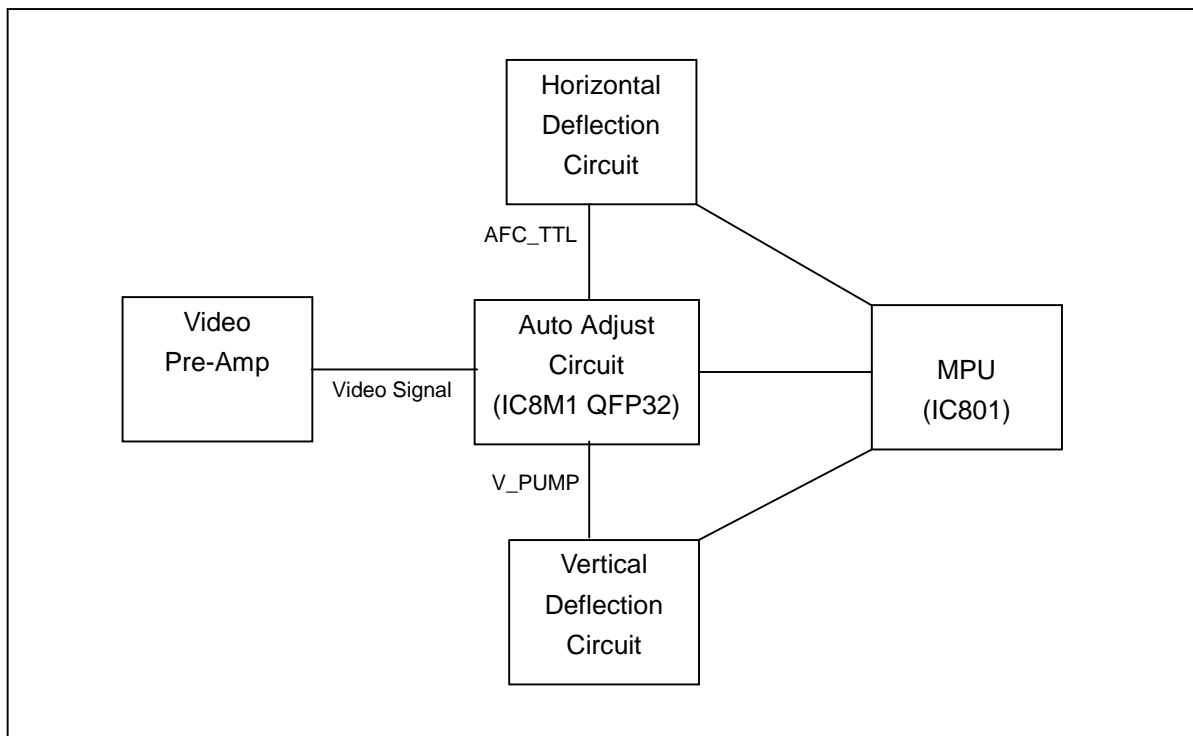 Horizontal
Deflection
Circuit
AFC_TTL
Video
Pre-Amp
Video Signal
Auto Adjust
Circuit
(IC8M1 QFP32)
MPU
(IC801)
V_PUMP
Vertical
Deflection
Circuit